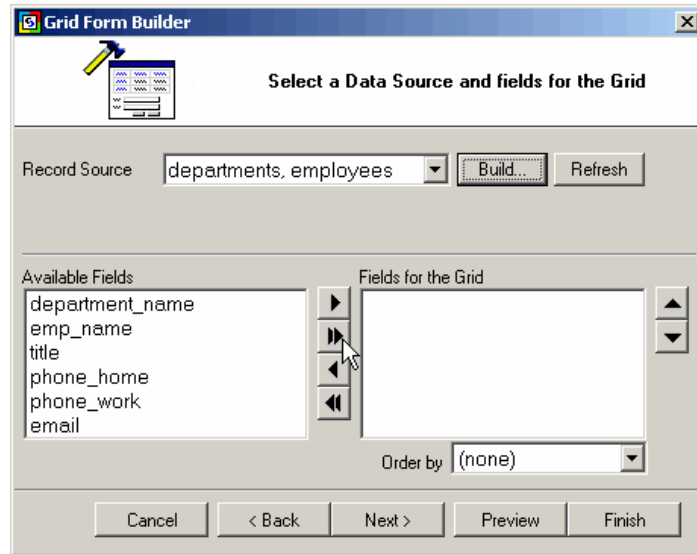 Grid Form Builder
Select a Data Source and fields for the Grid
Record Source departments, employees Build... Refresh
Available Fields Fields for the Grid
department_name
emp_name
title
phone_home
phone_work
email
Order by (none)
Cancel < Back Next > Preview Finish